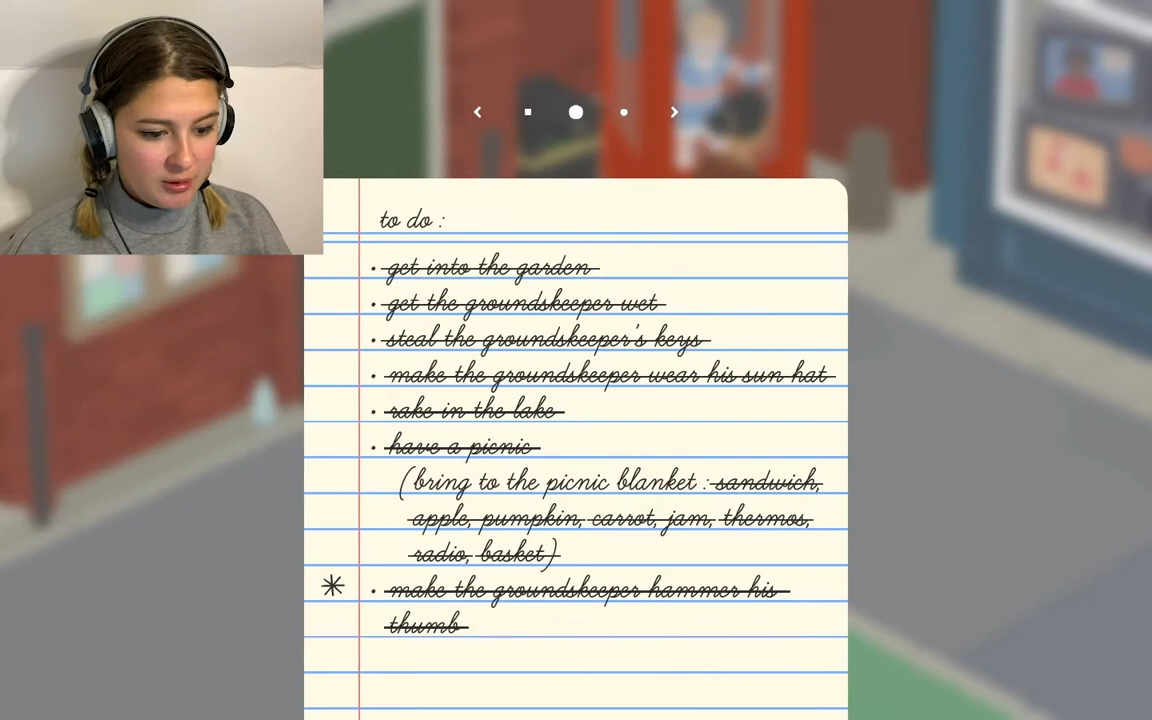 to do :
• get into the garden
• get the groundskeeper wet
• steal the groundskeeper's keys
• make the groundskeeper wear his sun hat
• rake in the lake
• have a picnic
(bring to the picnic blanket : sandwich,
apple, pumpkin, carrot, jam, thermos,
radio, basket)
* • make the groundskeeper hammer his
thumb